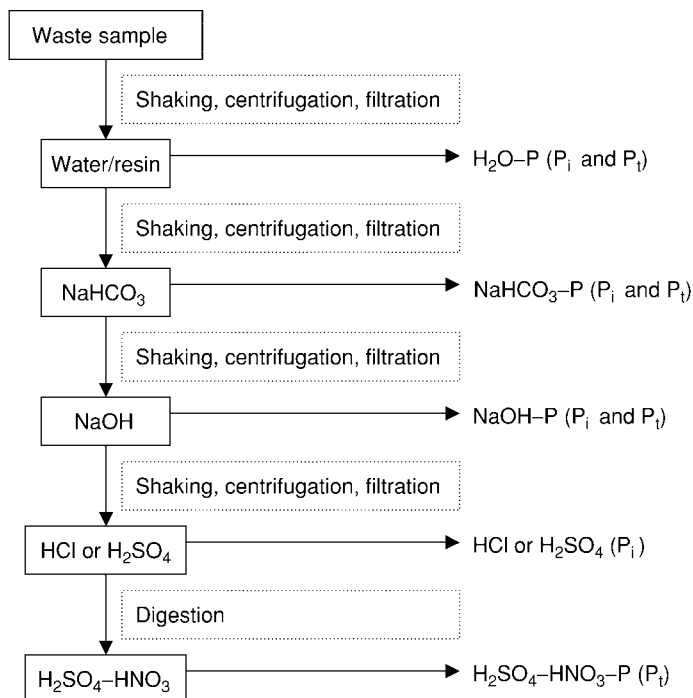 Waste sample
Shaking, centrifugation, filtration
Water/resin
H₂O–P (Pᵢ and Pₜ)
Shaking, centrifugation, filtration
NaHCO₃
NaHCO₃–P (Pᵢ and Pₜ)
Shaking, centrifugation, filtration
NaOH
NaOH–P (Pᵢ and Pₜ)
Shaking, centrifugation, filtration
HCl or H₂SO₄
HCl or H₂SO₄ (Pᵢ)
Digestion
H₂SO₄–HNO₃
H₂SO₄–HNO₃–P (Pₜ)